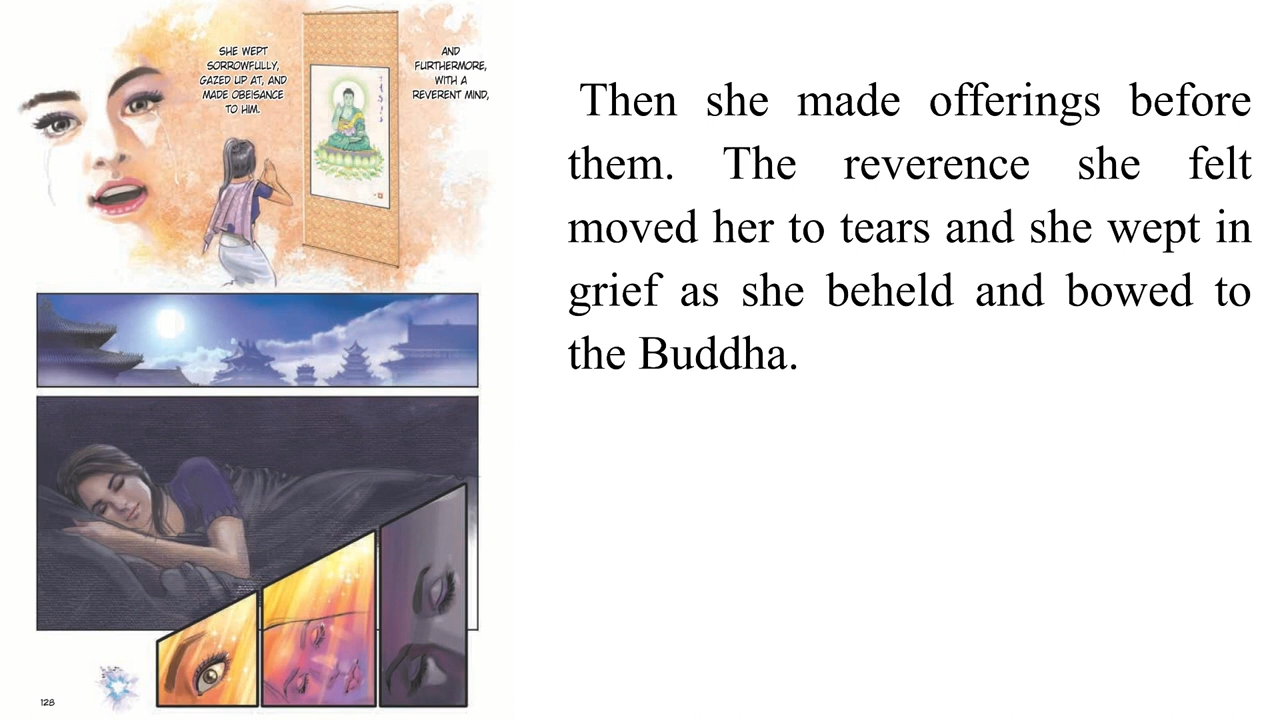 AND
FURTHERMORE,
WITH A
REVERENT MIND,
SHE WEPT
SORROWFULLY,
GAZED UP AT, AND
MADE OBEISANCE
TO HIM.
128
Then she made offerings before
them. The reverence she felt
moved her to tears and she wept in
grief as she beheld and bowed to
the Buddha.